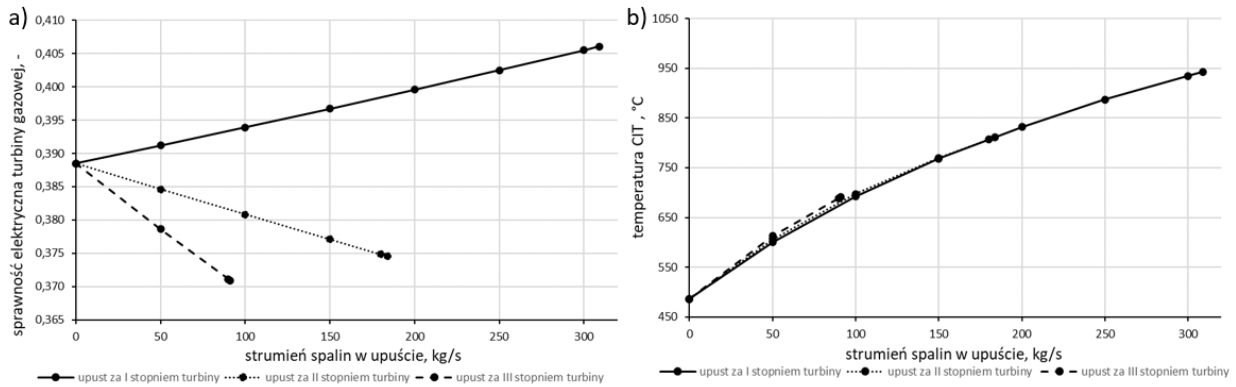 a)
sprawność elektryczna turbiny gazowej, -
0,410
0,405
0,400
0,395
0,390
0,385
0,380
0,375
0,370
0,365
0 50 100 150 200 250 300
strumień spalin w upuście, kg/s
upust za I stopniem turbiny upust za II stopniem turbiny upust za III stopniem turbiny
b)
temperatura CIT , °C
1050
950
850
750
650
550
450
0 50 100 150 200 250 300
strumień spalin w upuście, kg/s
upust za I stopniem turbiny upust za II stopniem turbiny upust za III stopniem turbiny